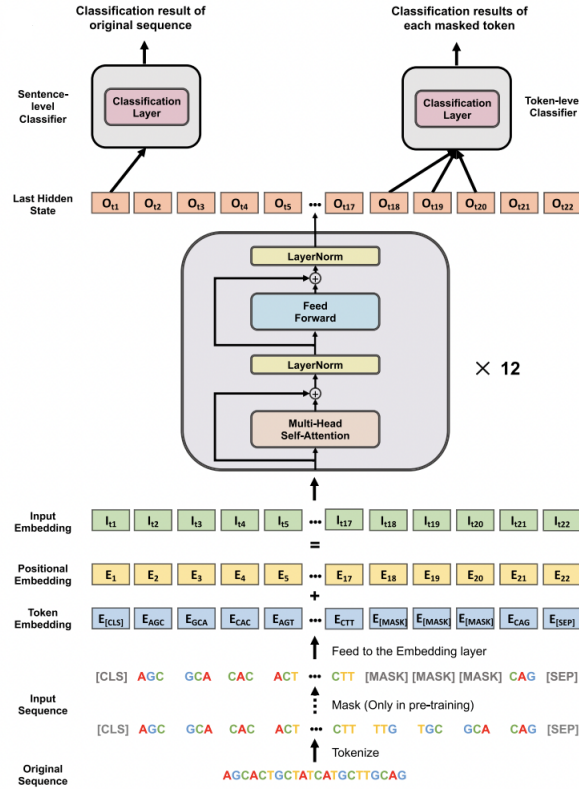 Classification result of
original sequence
Classification results of
each masked token
Sentence-
level
Classifier
Classification
Layer
Classification
Layer
Token-level
Classifier
Last Hidden
State
Ot1 Ot2 Ot3 Ot4 Ot5 ••• Ot17 Ot18 Ot19 Ot20 Ot21 Ot22
LayerNorm
+
Feed
Forward
LayerNorm
+
Multi-Head
Self-Attention
× 12
Input
Embedding
It1 It2 It3 It4 It5 ••• It17 It18 It19 It20 It21 It22
=
Positional
Embedding
E1 E2 E3 E4 E5 ••• E17 E18 E19 E20 E21 E22
+
Token
Embedding
E[CLS] EAGC EGCA ECAC EAGT ••• ECTT E[MASK] E[MASK] E[MASK] ECAG E[SEP]
Feed to the Embedding layer
[CLS] AGC GCA CAC ACT ••• CTT [MASK] [MASK] [MASK] CAG [SEP]
Input
Sequence
Mask (Only in pre-training)
[CLS] AGC GCA CAC ACT ••• CTT TTG TGC GCA CAG [SEP]
Tokenize
Original
Sequence
AGCACTGCTATCATGCTTGCAG